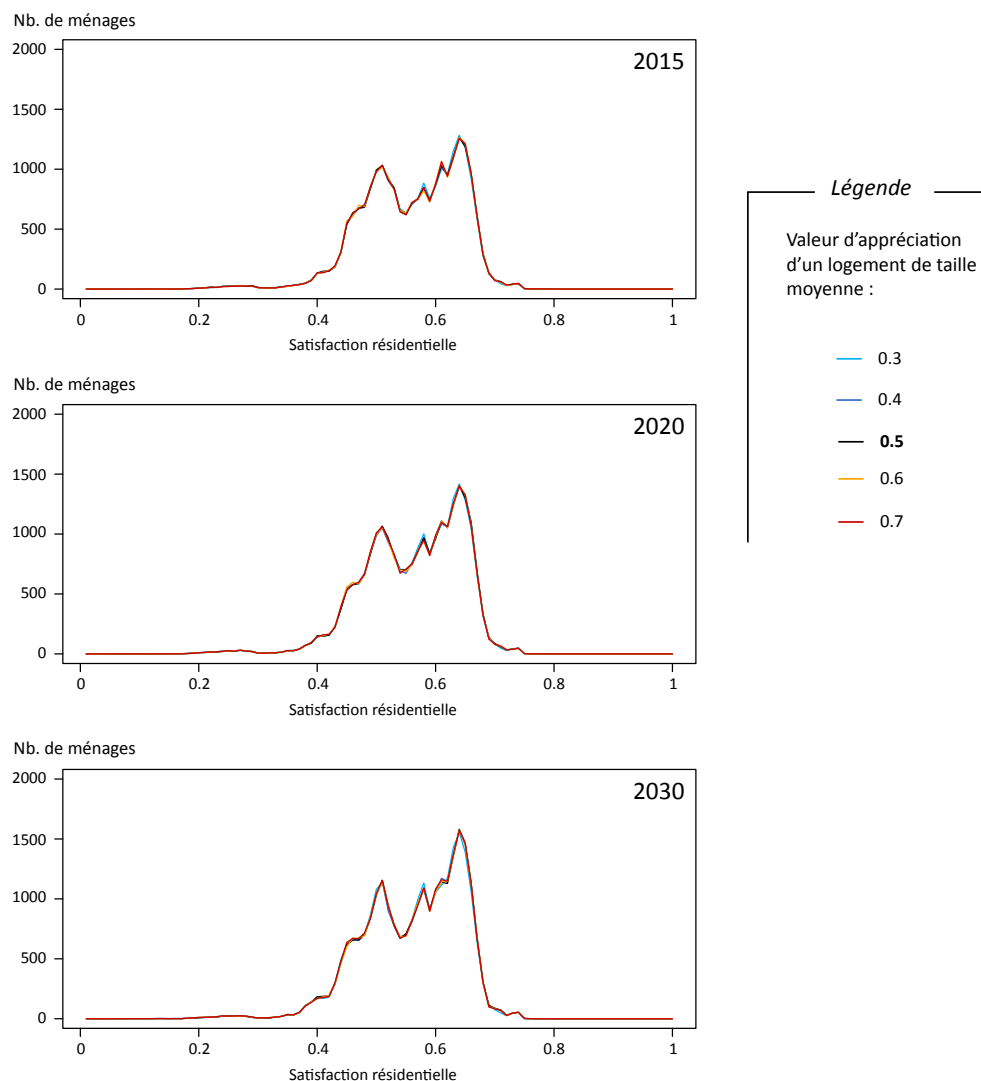 Nb. de ménages
2015
2000
1500
1000
500
0
0 0.2 0.4 0.6 0.8 1
Satisfaction résidentielle
Nb. de ménages
2020
2000
1500
1000
500
0
0 0.2 0.4 0.6 0.8 1
Satisfaction résidentielle
Nb. de ménages
2030
2000
1500
1000
500
0
0 0.2 0.4 0.6 0.8 1
Satisfaction résidentielle
Légende
Valeur d'appréciation
d'un logement de taille
moyenne :
0.3
0.4
0.5
0.6
0.7